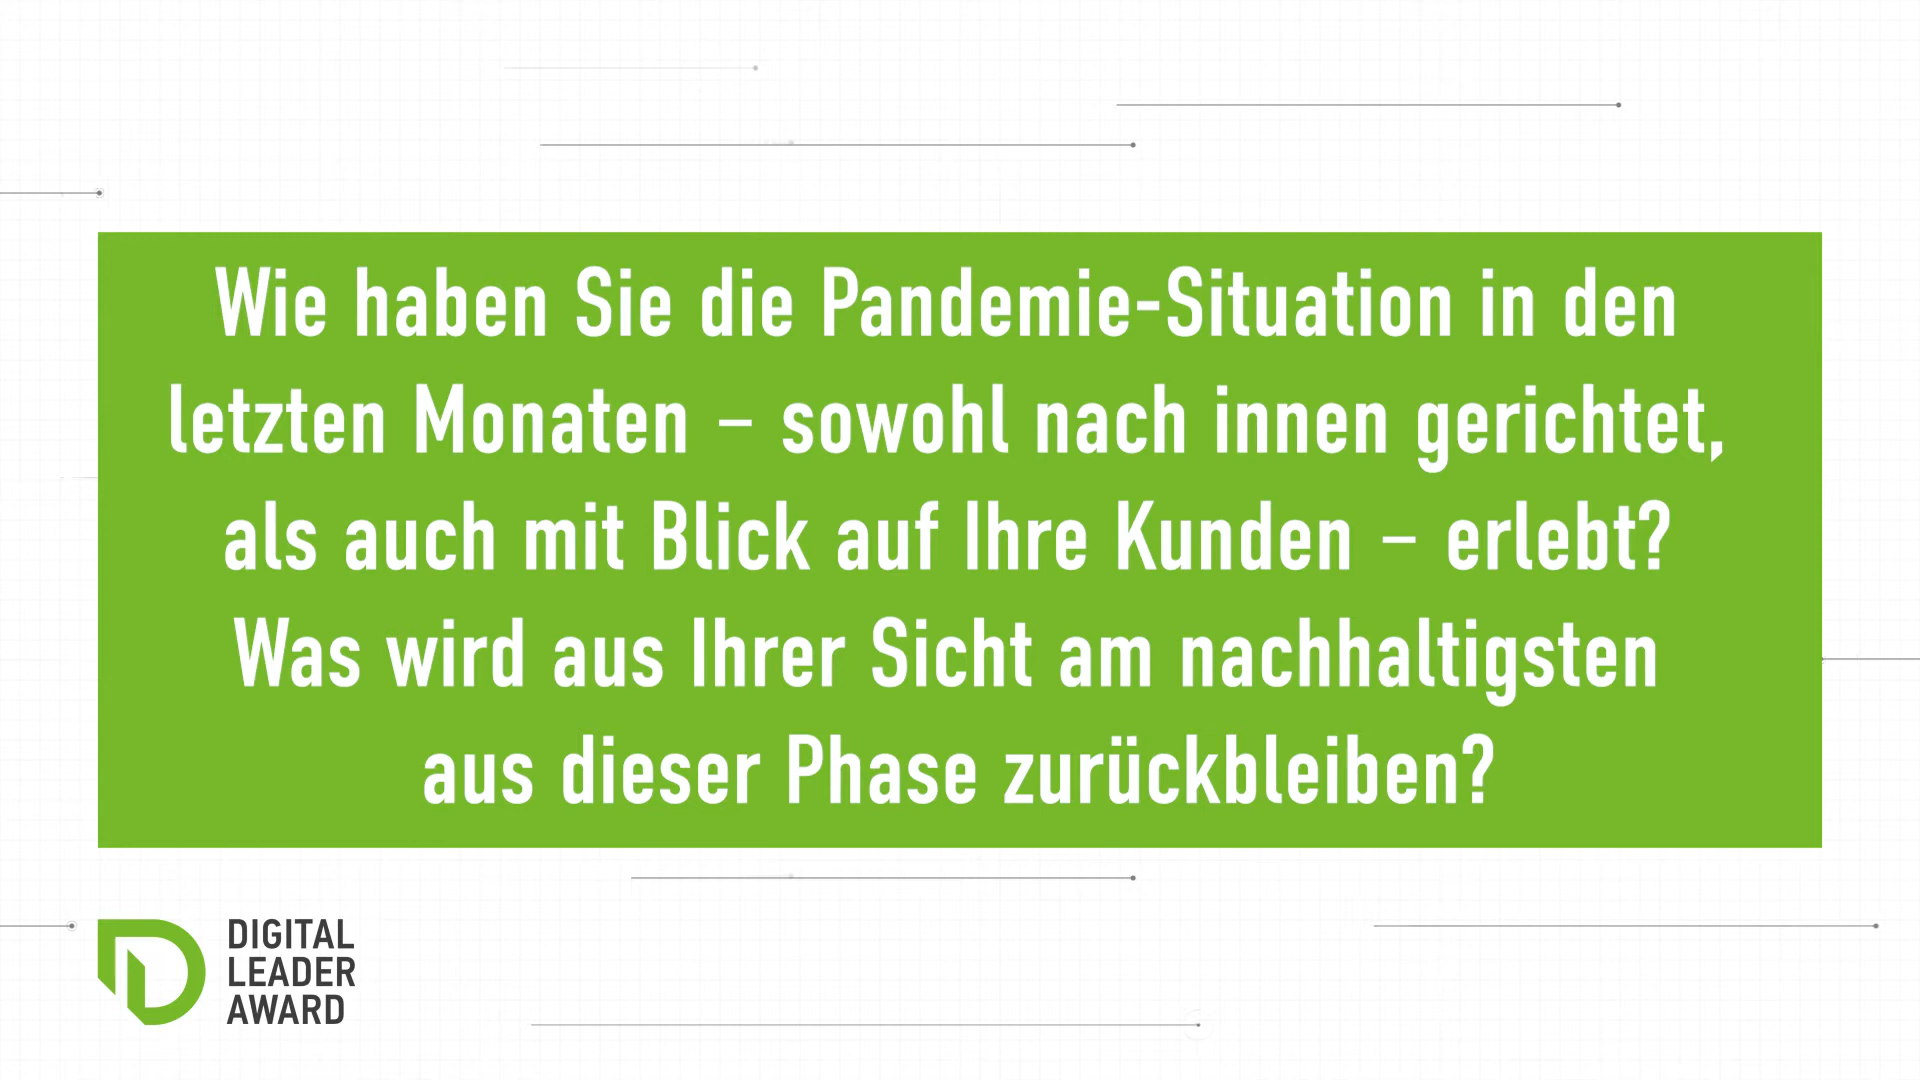 Wie haben Sie die Pandemie-Situation in den
letzten Monaten – sowohl nach innen gerichtet,
als auch mit Blick auf Ihre Kunden – erlebt?
Was wird aus Ihrer Sicht am nachhaltigsten
aus dieser Phase zurückbleiben?
DIGITAL
LEADER
AWARD